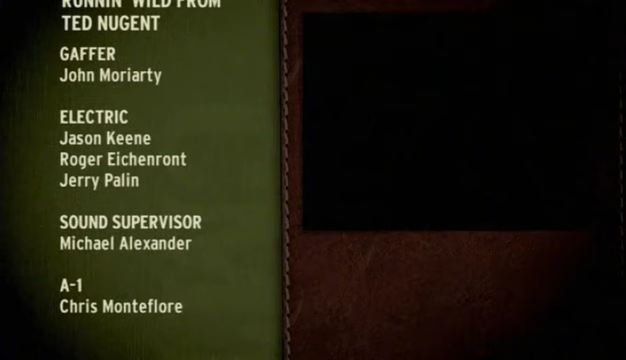 RUNNIN' WILD FROM
TED NUGENT
GAFFER
John Moriarty
ELECTRIC
Jason Keene
Roger Eichenront
Jerry Palin
SOUND SUPERVISOR
Michael Alexander
A-1
Chris Monteflore